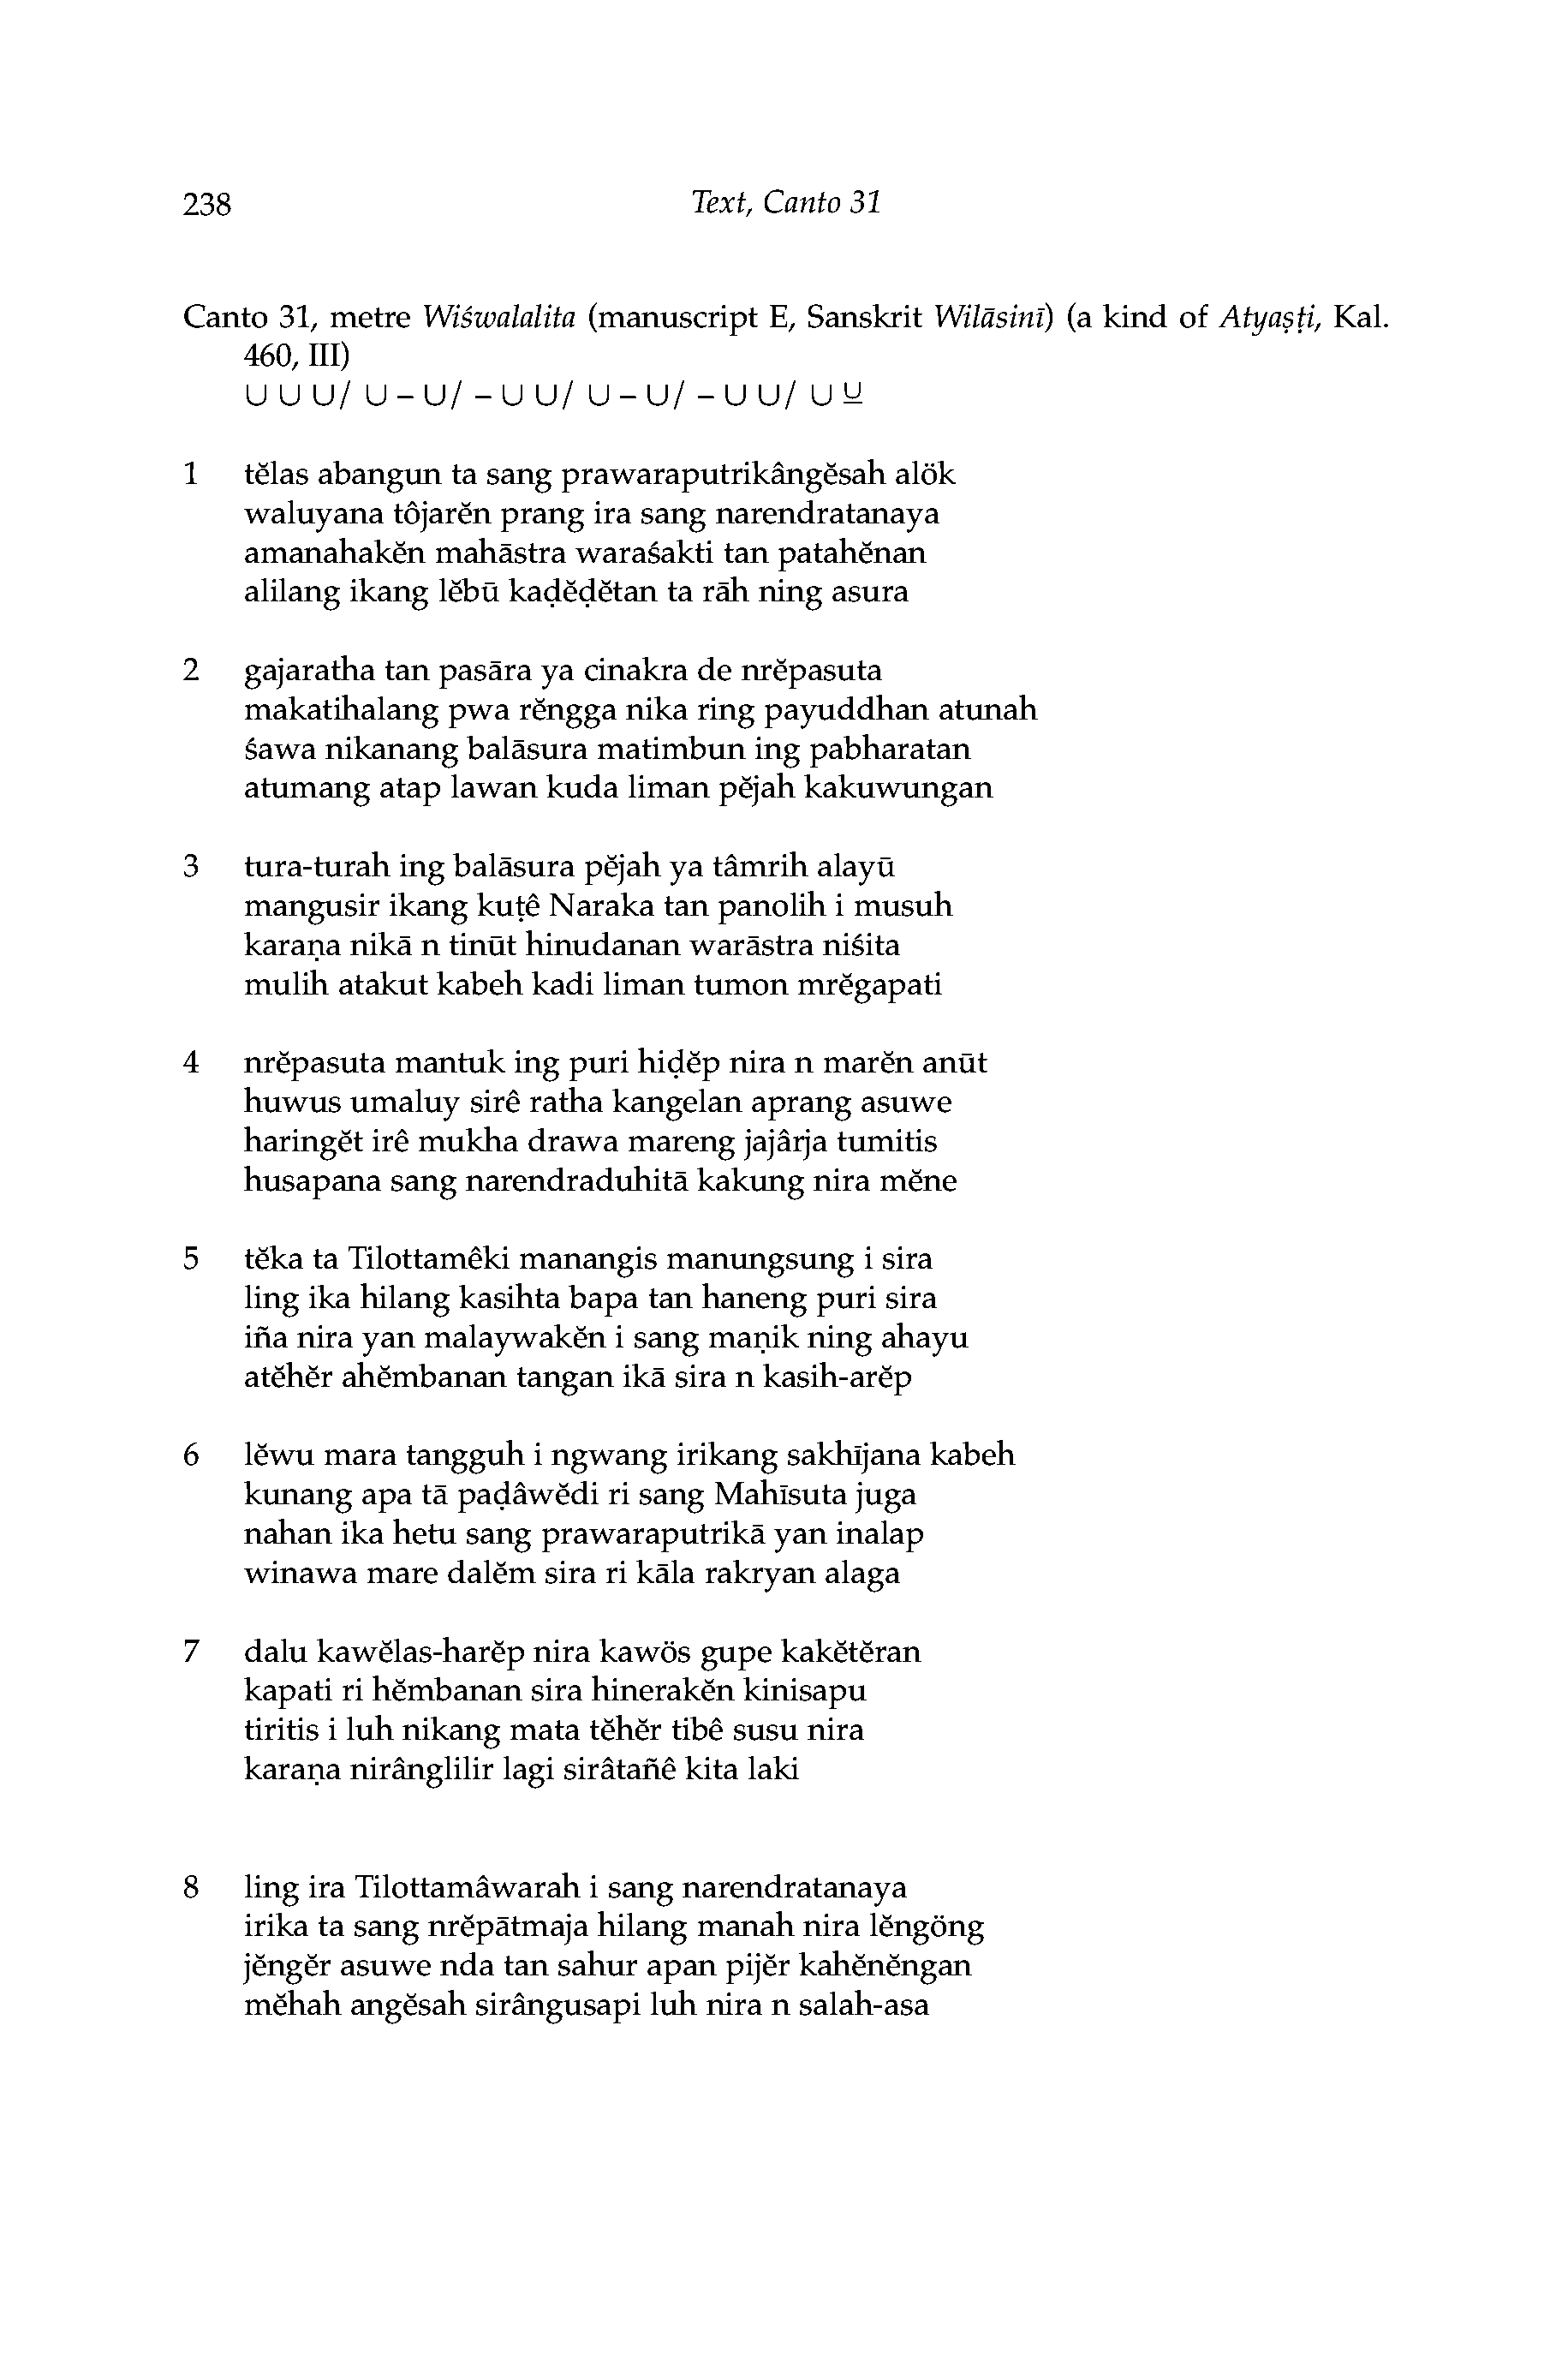 238
Text, Canto 31
Canto 31, metre Wiśwalalita (manuscript E, Sanskrit Wilāsinī) (a kind of Atyaṣṭi, Kal.
460, III)
∪ ∪ ∪/ ∪ – ∪/ – ∪ ∪/ ∪ – ∪/ – ∪ ∪/ ∪ ⊻
1 tĕlas abangun ta sang prawaraputrikângĕsah alök
waluyana tôjarĕn prang ira sang narendratanaya
amanahakĕn mahāstra waraśakti tan patahĕnan
alilang ikang lĕbū kaḍĕḍĕtan ta rāh ning asura
2 gajaratha tan pasāra ya cinakra de nrĕpasuta
makatihalang pwa rĕngga nika ring payuddhan atunah
śawa nikanang balāsura matimbun ing pabharatan
atumang atap lawan kuda liman pĕjah kakuwungan
3 tura-turah ing balāsura pĕjah ya tâmrih alayū
mangusir ikang kuṭê Naraka tan panolih i musuh
karaṇa nikā n tinūt hinudanan warāstra niśita
mulih atakut kabeh kadi liman tumon mrĕgapati
4 nrĕpasuta mantuk ing puri hiḍĕp nira n marĕn anūt
huwus umaluy sirê ratha kangelan aprang asuwe
haringĕt irê mukha drawa mareng jajârja tumitis
husapana sang narendraduhitā kakung nira mĕne
5 tĕka ta Tilottamêki manangis manungsung i sira
ling ika hilang kasihta bapa tan haneng puri sira
iña nira yan malaywakĕn i sang maṇik ning ahayu
atĕhĕr ahĕmbanan tangan ikā sira n kasih-arĕp
6 lĕwu mara tangguh i ngwang irikang sakhījana kabeh
kunang apa tā paḍâwĕdi ri sang Mahīsuta juga
nahan ika hetu sang prawaraputrikā yan inalap
winawa mare dalĕm sira ri kāla rakryan alaga
7 dalu kawĕlas-harĕp nira kawös gupe kakĕtĕran
kapati ri hĕmbanan sira hinerakĕn kinisapu
tiritis i luh nikang mata tĕhĕr tibê susu nira
karaṇa nirânglilir lagi sirâtañê kita laki
8 ling ira Tilottamâwarah i sang narendratanaya
irika ta sang nrĕpātmaja hilang manah nira lĕngöng
jĕngĕr asuwe nda tan sahur apan pijĕr kahĕnĕngan
mĕhah angĕsah sirângusapi luh nira n salah-asa